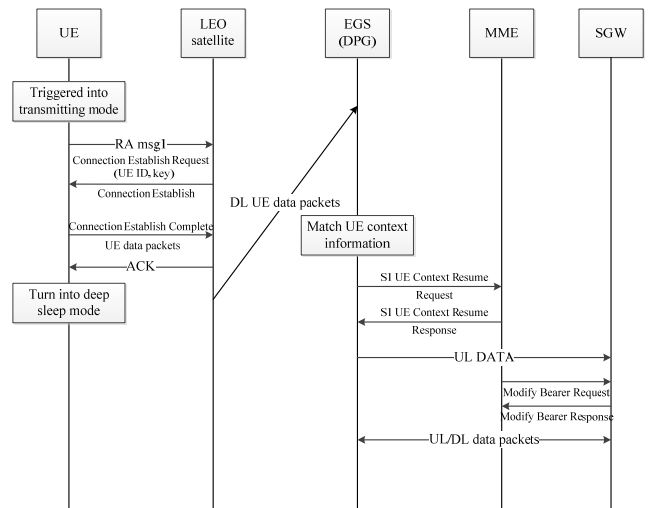 UE
LEO
satellite
EGS
(DPG)
MME
SGW
Triggered into
transmitting mode
RA msg1
Connection Establish Request
(UE ID, key)
Connection Establish
DL UE data packets
Connection Establish Complete
UE data packets
Match UE context
information
ACK
SI UE Context Resume
Request
Turn into deep
sleep mode
SI UE Context Resume
Response
UL DATA
Modify Bearer Request
Modify Bearer Response
UL/DL data packets